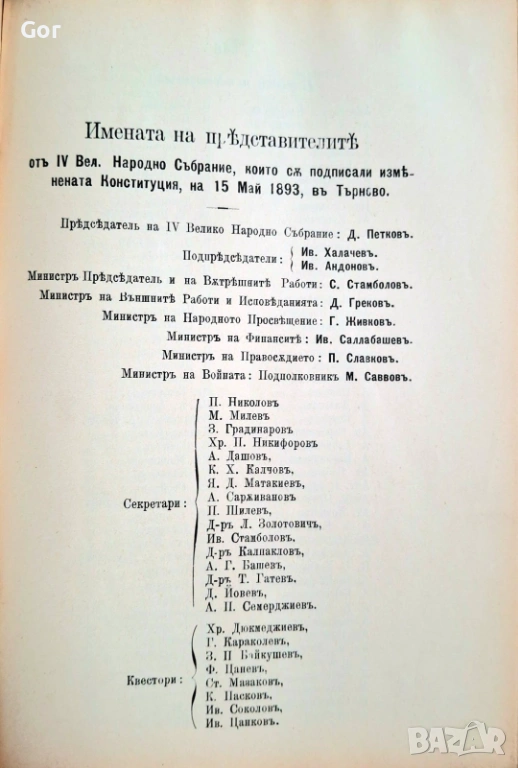 Gor
Имената на прѣдставителитѣ
отъ IV Вел. Народно Събрание, които сѫ подписали измѣ-
нената Конституция, на 15 Май 1893, въ Търново.
Прѣдсѣдатель на IV Велико Народно Събрание: Д. Петковъ.
Подпрѣдсѣдатели: Ив. Халачевъ.
Ив. Андоновъ.
Министръ Прѣдсѣдатель и на Вѫтрѣшнитѣ Работи: С. Стамболовъ.
Министръ на Външнитѣ Работи и Исповѣданията: Д. Грековъ.
Министръ на Народното Просвѣщение: Г. Живковъ.
Министръ на Финанситѣ: Ив. Саллабашевъ.
Министръ на Правосѫдието: П. Славковъ.
Министръ на Войната: Подполковникъ М. Саввовъ.
Секретари:
П. Николовъ
М. Милевъ
З. Градинаровъ
Хр. П. Никифоровъ
А. Дашовъ,
К. Х. Калчовъ,
Я. Д. Матакиевъ,
А. Сарживановъ
П. Шилевъ,
Д-ръ Л. Золотовичъ,
Ив. Стамболовъ,
Д-ръ Калпакловъ,
А. Г. Башевъ,
Д-ръ Т. Гатевъ.
Д. Йовевъ,
А. П. Семерджиевъ.
Квестори:
Хр. Дюкмеджиевъ,
Г. Караколевъ,
З. П Бойкушевъ,
Ф. Цаневъ,
Ст. Мазаковъ,
К. Пасковъ,
Ив. Соколовъ,
Ив. Цанковъ.
BAZAR